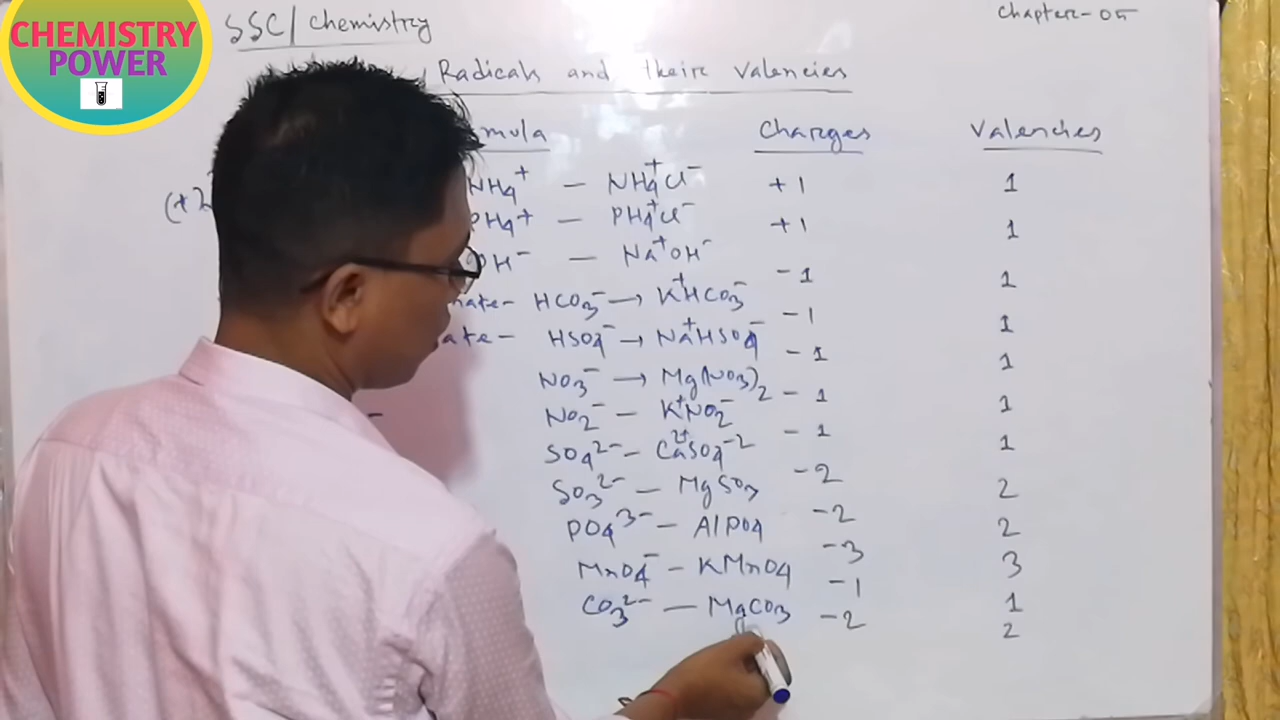 CHEMISTRY
POWER
SSC/Chemistry
Chapter-05
Radicals and their Valencies
mula Charges Valencies
(+2
NH4+ — NH4+Cl- +1 1
PH4+ — PH4+Cl- +1 1
OH- — Na+OH- -1 1
nate- HCO3- → K+HCO3- -1 1
ate- HSO4- → Na+HSO4- -1 1
NO3- → Mg(NO3)2 -1 1
NO2- — K+NO2- -1 1
SO4 2- — Ca2+SO4-2 -2 2
SO3 2- — MgSO3 -2 2
PO4 3- — AlPO4 -3 3
MnO4- — KMnO4 -1 1
CO3 2- — MgCO3 -2 2